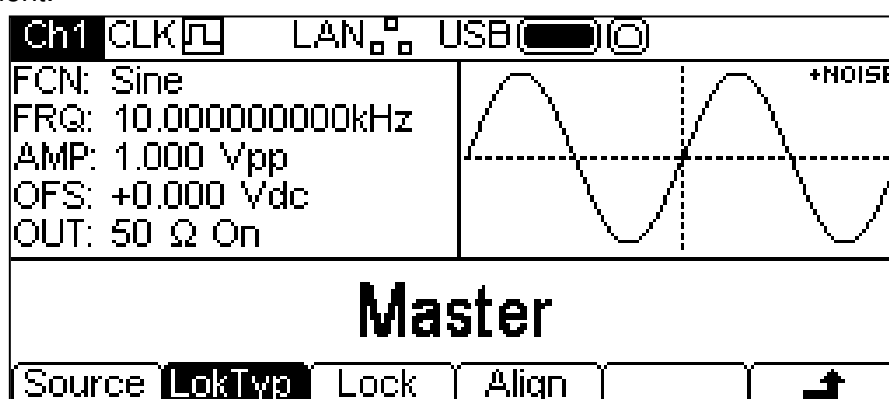 Ch1 CLK LAN USB
FCN: Sine
+NOISE
FRQ: 10.000000000kHz
AMP: 1.000 Vpp
OFS: +0.000 Vdc
OUT: 50 Ω On
Master
Source LokTyp Lock Align